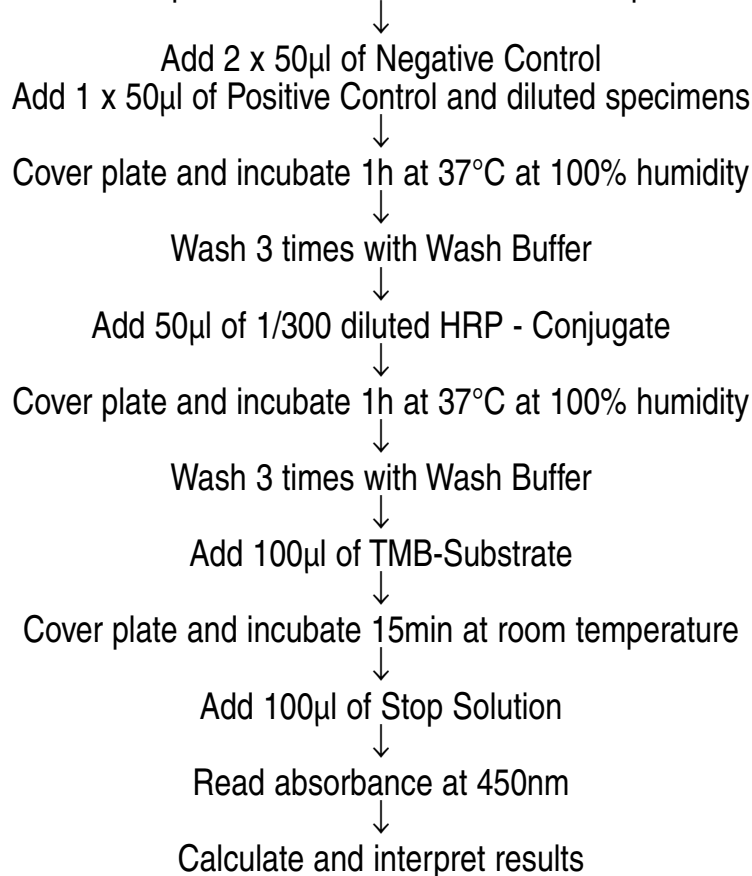 ↓
Add 2 x 50µl of Negative Control
Add 1 x 50µl of Positive Control and diluted specimens
↓
Cover plate and incubate 1h at 37°C at 100% humidity
↓
Wash 3 times with Wash Buffer
↓
Add 50µl of 1/300 diluted HRP - Conjugate
↓
Cover plate and incubate 1h at 37°C at 100% humidity
↓
Wash 3 times with Wash Buffer
↓
Add 100µl of TMB-Substrate
↓
Cover plate and incubate 15min at room temperature
↓
Add 100µl of Stop Solution
↓
Read absorbance at 450nm
↓
Calculate and interpret results